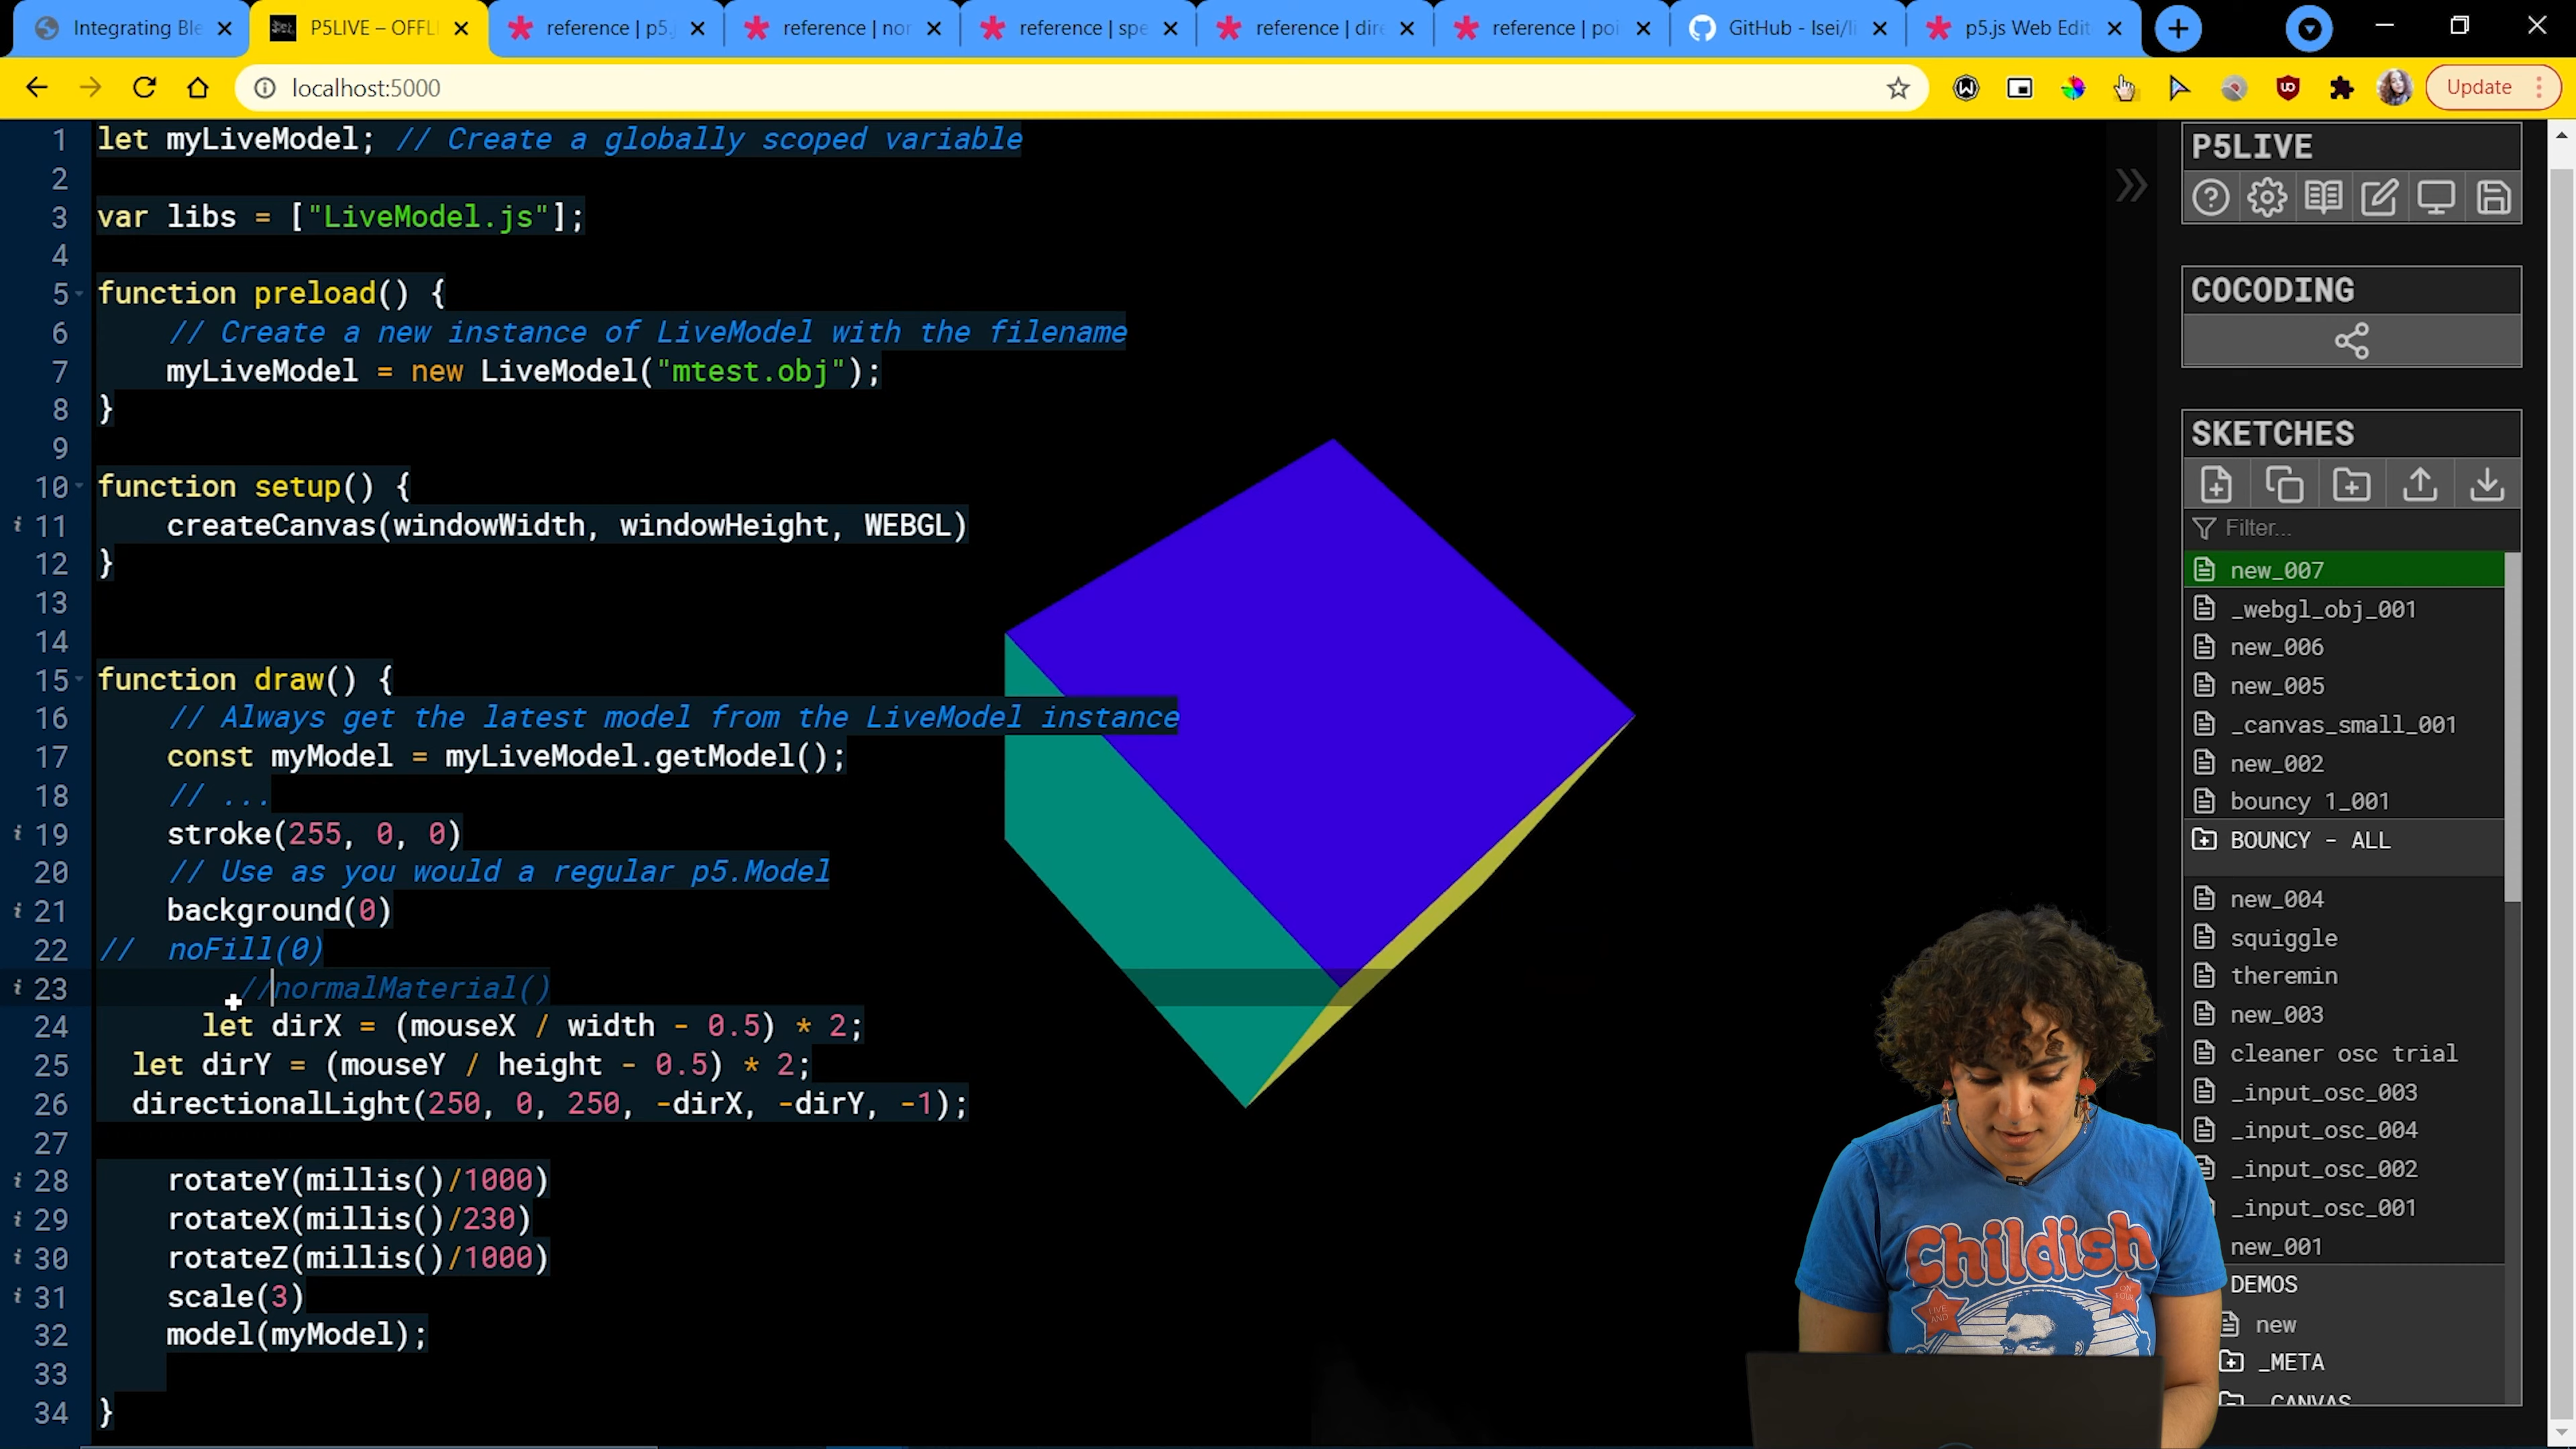 Integrating Ble
P5LIVE – OFFL
reference | p5.j
reference | nor
reference | spe
reference | dire
reference | poi
GitHub - lsei/li
p5.js Web Edit
localhost:5000
Update
1 let myLiveModel; // Create a globally scoped variable
2
3 var libs = ["LiveModel.js"];
4
5 function preload() {
6 // Create a new instance of LiveModel with the filename
7 myLiveModel = new LiveModel("mtest.obj");
8 }
9
10 function setup() {
11 createCanvas(windowWidth, windowHeight, WEBGL)
12 }
13
14
15 function draw() {
16 // Always get the latest model from the LiveModel instance
17 const myModel = myLiveModel.getModel();
18 // ...
19 stroke(255, 0, 0)
20 // Use as you would a regular p5.Model
21 background(0)
22 // noFill(0)
23 //normalMaterial()
24 let dirX = (mouseX / width - 0.5) * 2;
25 let dirY = (mouseY / height - 0.5) * 2;
26 directionalLight(250, 0, 250, -dirX, -dirY, -1);
27
28 rotateY(millis()/1000)
29 rotateX(millis()/230)
30 rotateZ(millis()/1000)
31 scale(3)
32 model(myModel);
33
34 }
P5LIVE
COCODING
SKETCHES
Filter...
new_007
_webgl_obj_001
new_006
new_005
_canvas_small_001
new_002
bouncy 1_001
BOUNCY - ALL
new_004
squiggle
theremin
new_003
cleaner osc trial
_input_osc_003
_input_osc_004
_input_osc_002
_input_osc_001
new_001
DEMOS
new
_META
_CANVAS
Childish
LIVE AND
ON YOUR